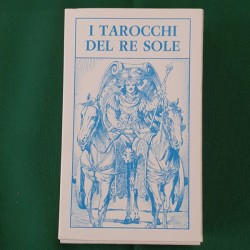 I TAROCCHI
DEL RE SOLE